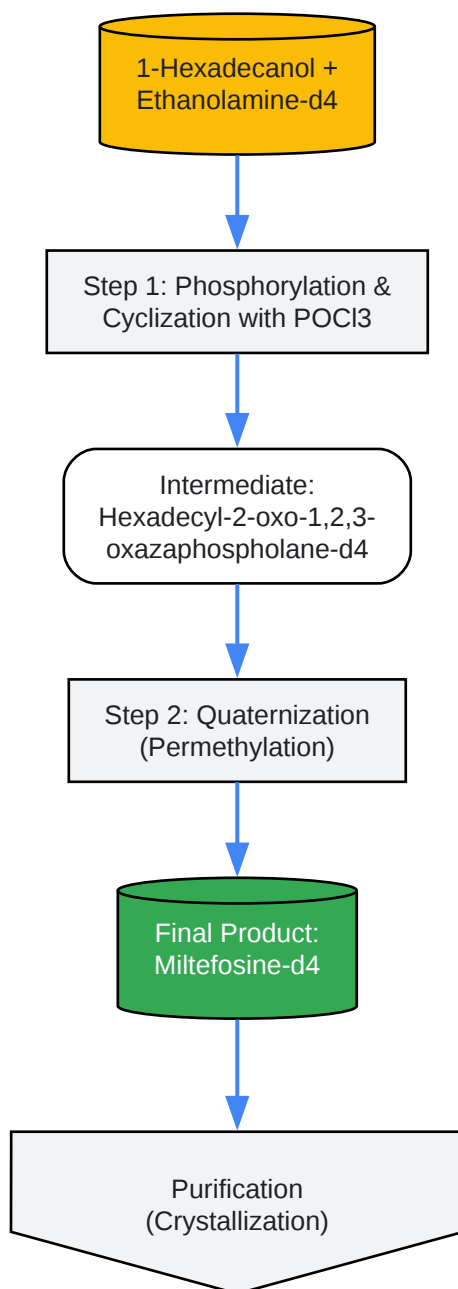 1-Hexadecanol +
Ethanolamine-d4
Step 1: Phosphorylation &
Cyclization with POCl3
Intermediate:
Hexadecyl-2-oxo-1,2,3-
oxazaphospholane-d4
Step 2: Quaternization
(Permethylation)
Final Product:
Miltefosine-d4
Purification
(Crystallization)